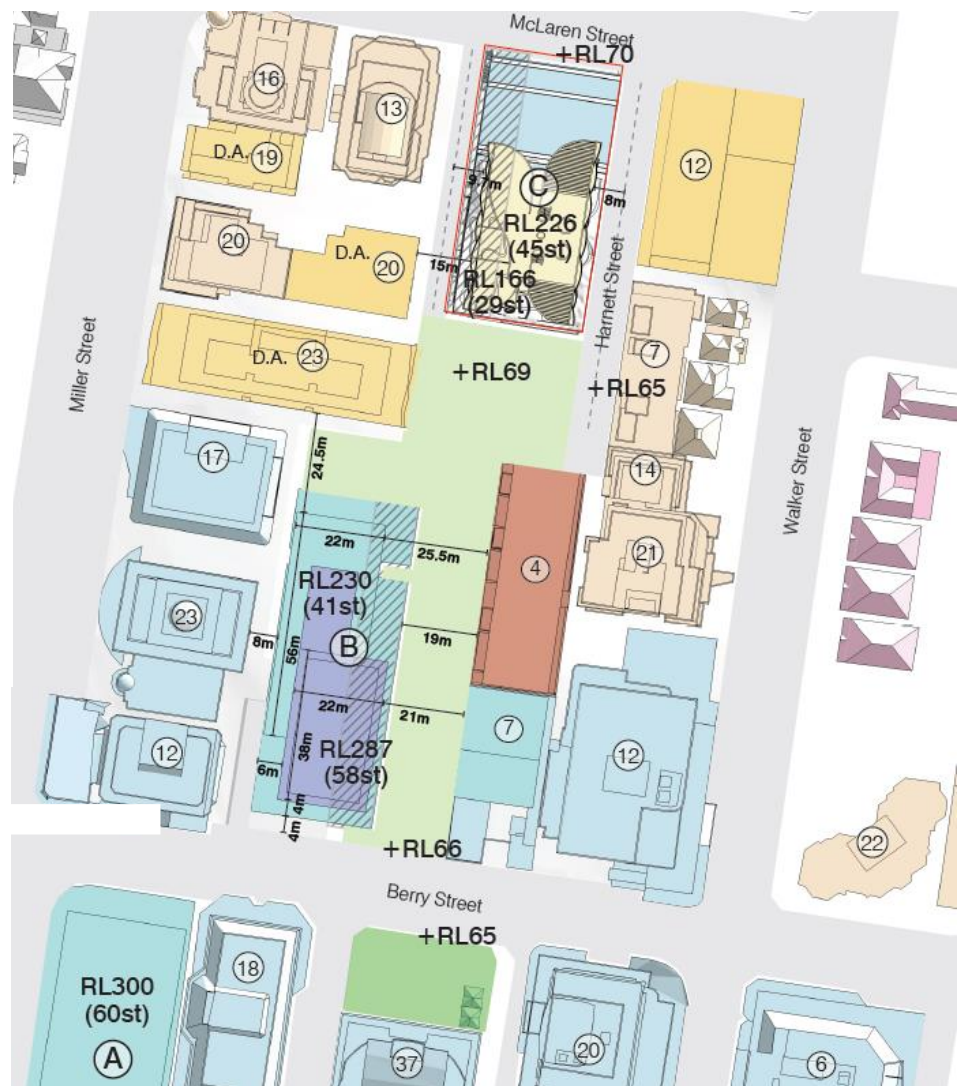 McLaren Street
+RL70
16
13
D.A. 19
12
9.7m
C
8m
RL226
(45st)
20
D.A.
20
15m
RL166
(29st)
Harnett Street
Miller Street
D.A. 23
+RL69
7
+RL65
17
24.5m
14
Walker Street
22m
25.5m
21
4
RL230
(41st)
23
8m
56m
B
19m
22m
21m
7
12
12
38m
RL287
(58st)
6m
4m
4m
+RL66
22
Berry Street
+RL65
18
RL300
(60st)
A
37
20
6